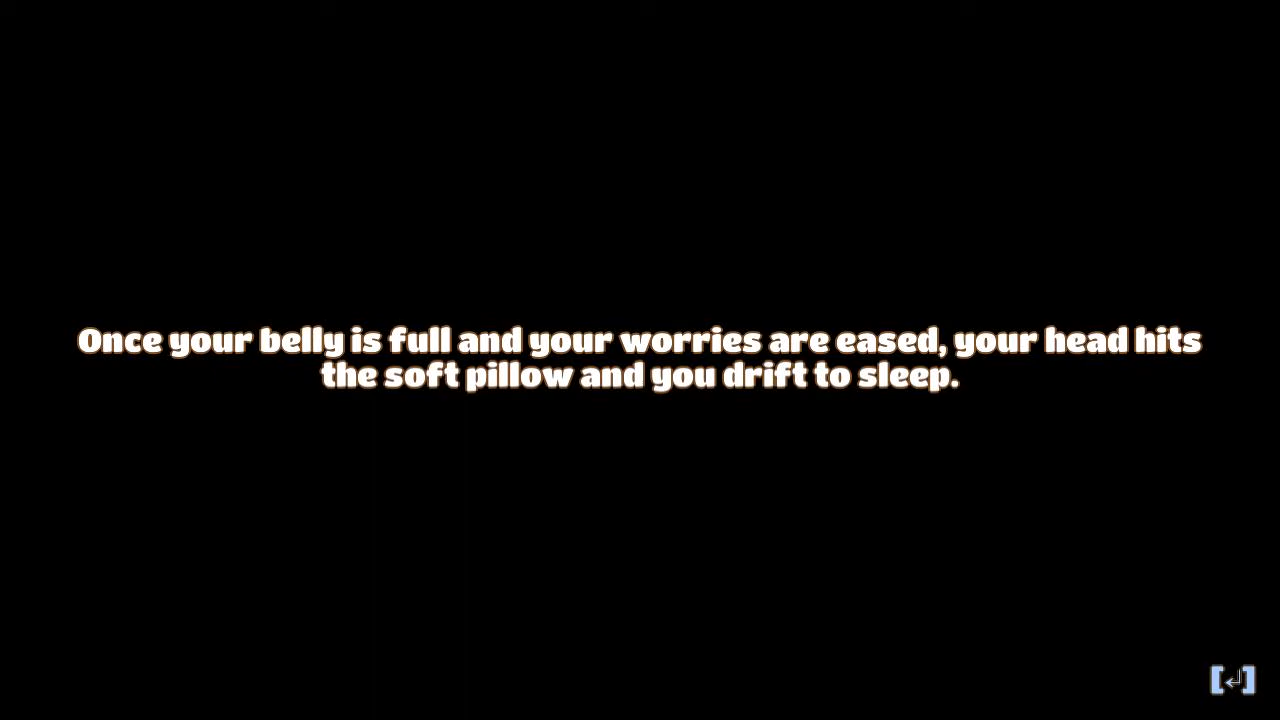 Once your belly is full and your worries are eased, your head hits
the soft pillow and you drift to sleep.
[↵]